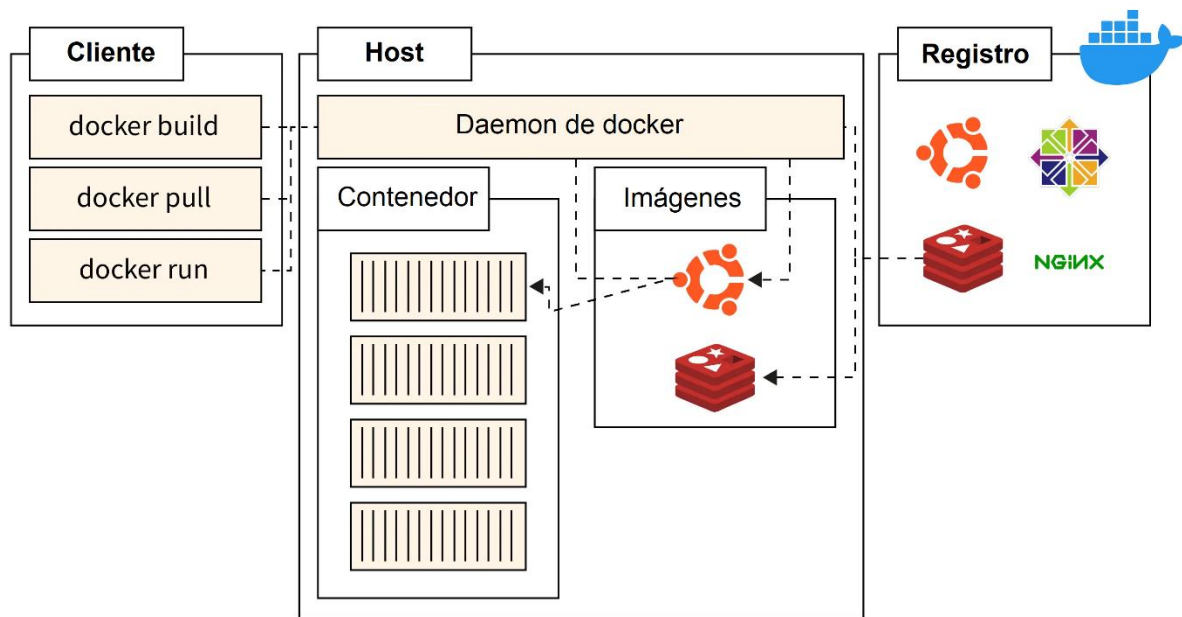 Cliente
docker build
docker pull
docker run
Host
Daemon de docker
Contenedor
Imágenes
Registro
NGiNX